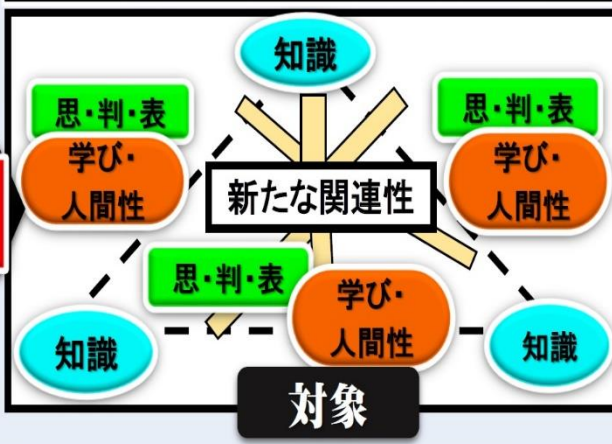 知識
思・判・表
学び・
人間性
思・判・表
学び・
人間性
新たな関連性
思・判・表
学び・
人間性
知識
知識
対象